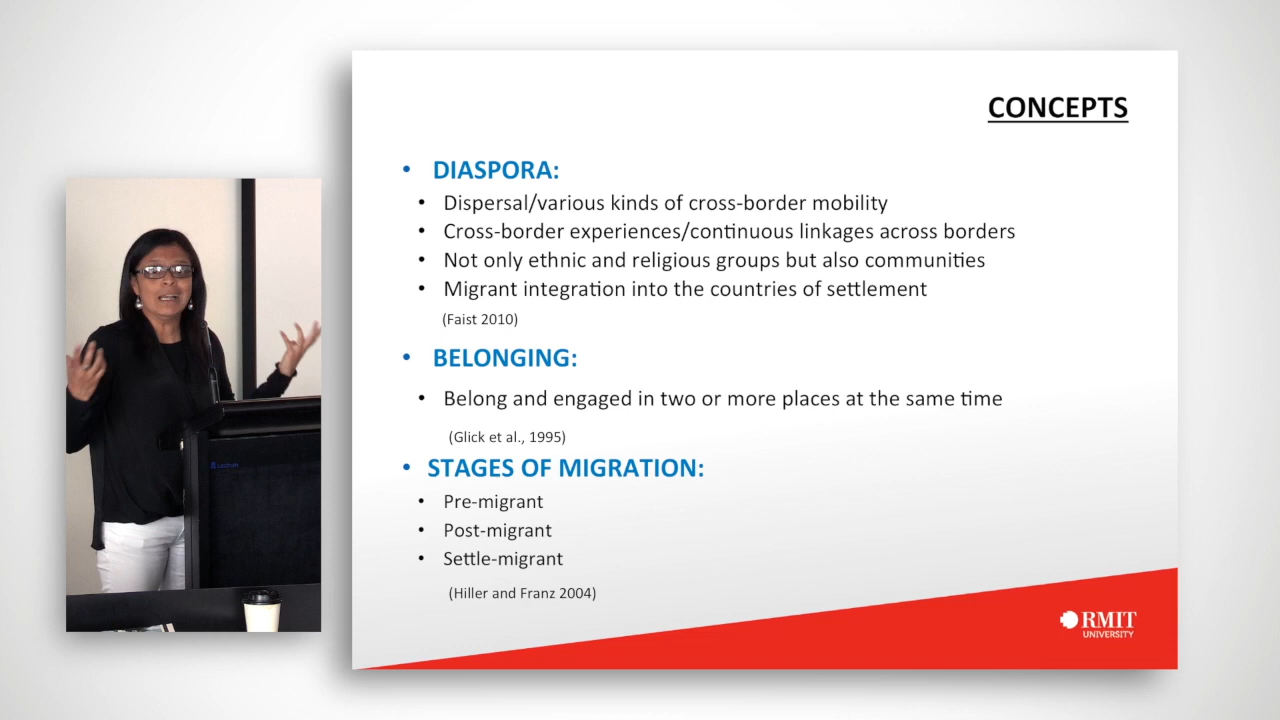 CONCEPTS
• DIASPORA:
• Dispersal/various kinds of cross-border mobility
• Cross-border experiences/continuous linkages across borders
• Not only ethnic and religious groups but also communities
• Migrant integration into the countries of settlement
(Faist 2010)
• BELONGING:
• Belong and engaged in two or more places at the same time
(Glick et al., 1995)
• STAGES OF MIGRATION:
• Pre-migrant
• Post-migrant
• Settle-migrant
(Hiller and Franz 2004)
RMIT
UNIVERSITY